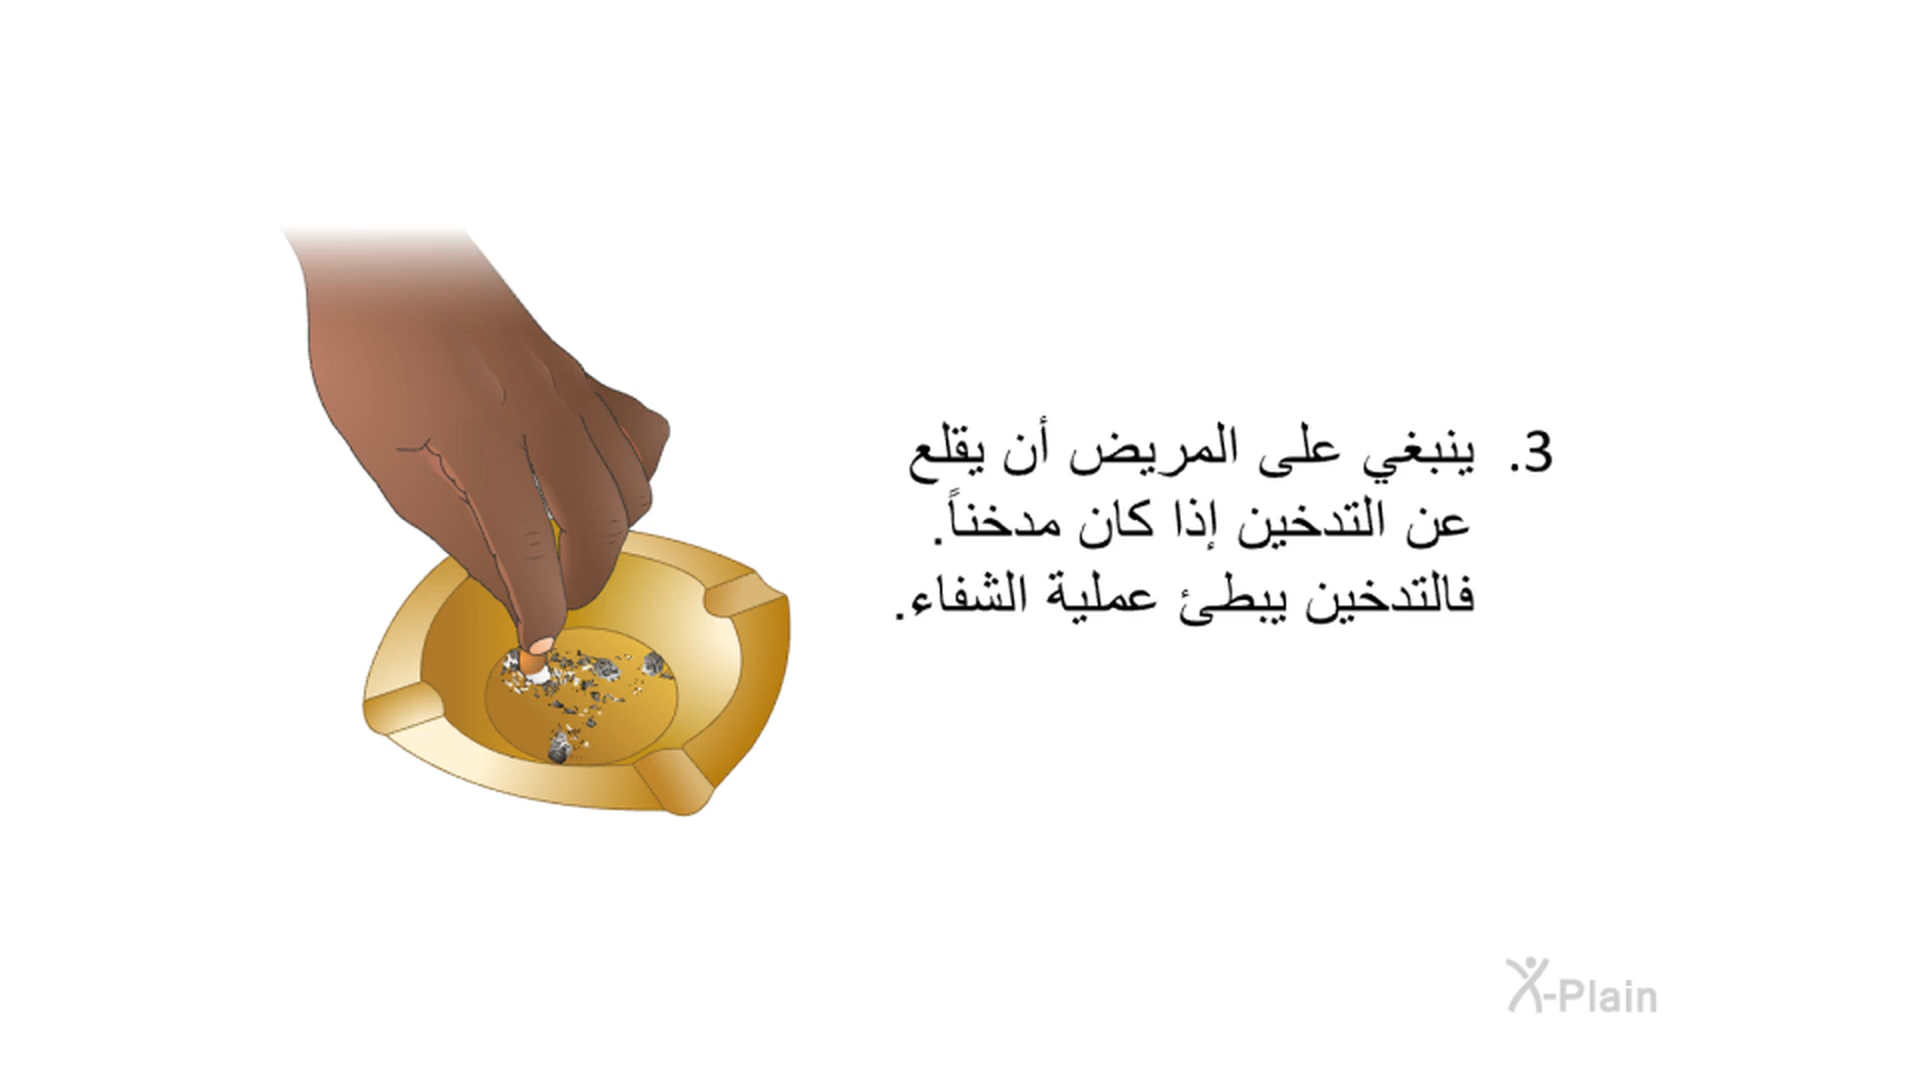 3. ينبغي على المريض أن يقلع
عن التدخين إذا كان مدخناً.
فالتدخين يبطئ عملية الشفاء.
X-Plain